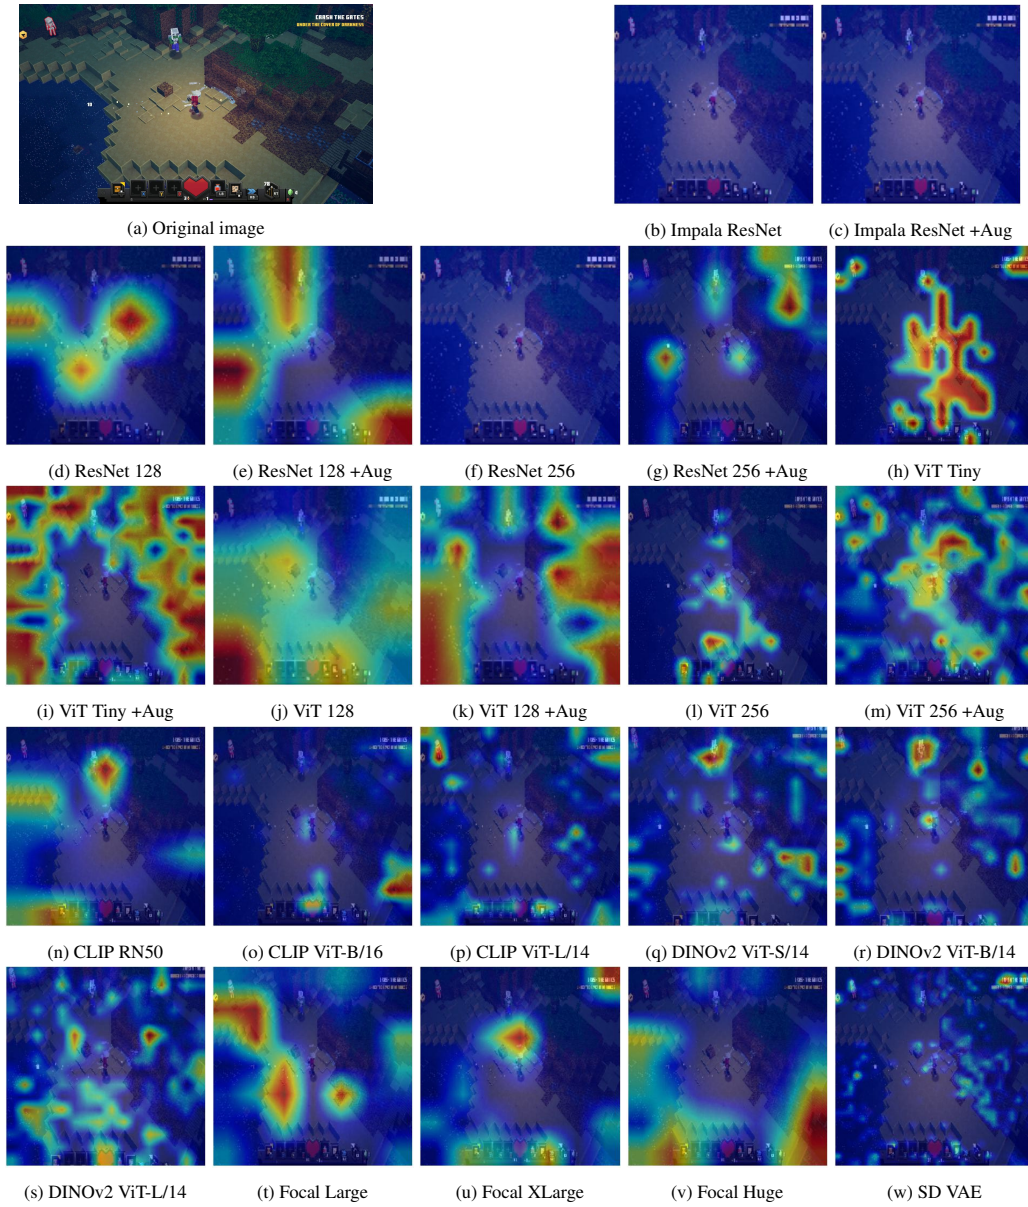 CRASH THE GATES
UNDER THE COVER OF DARKNESS
(a) Original image
(b) Impala ResNet
(c) Impala ResNet +Aug
(d) ResNet 128
(e) ResNet 128 +Aug
(f) ResNet 256
(g) ResNet 256 +Aug
(h) ViT Tiny
(i) ViT Tiny +Aug
(j) ViT 128
(k) ViT 128 +Aug
(l) ViT 256
(m) ViT 256 +Aug
(n) CLIP RN50
(o) CLIP ViT-B/16
(p) CLIP ViT-L/14
(q) DINOv2 ViT-S/14
(r) DINOv2 ViT-B/14
(s) DINOv2 ViT-L/14
(t) Focal Large
(u) Focal XLarge
(v) Focal Huge
(w) SD VAE